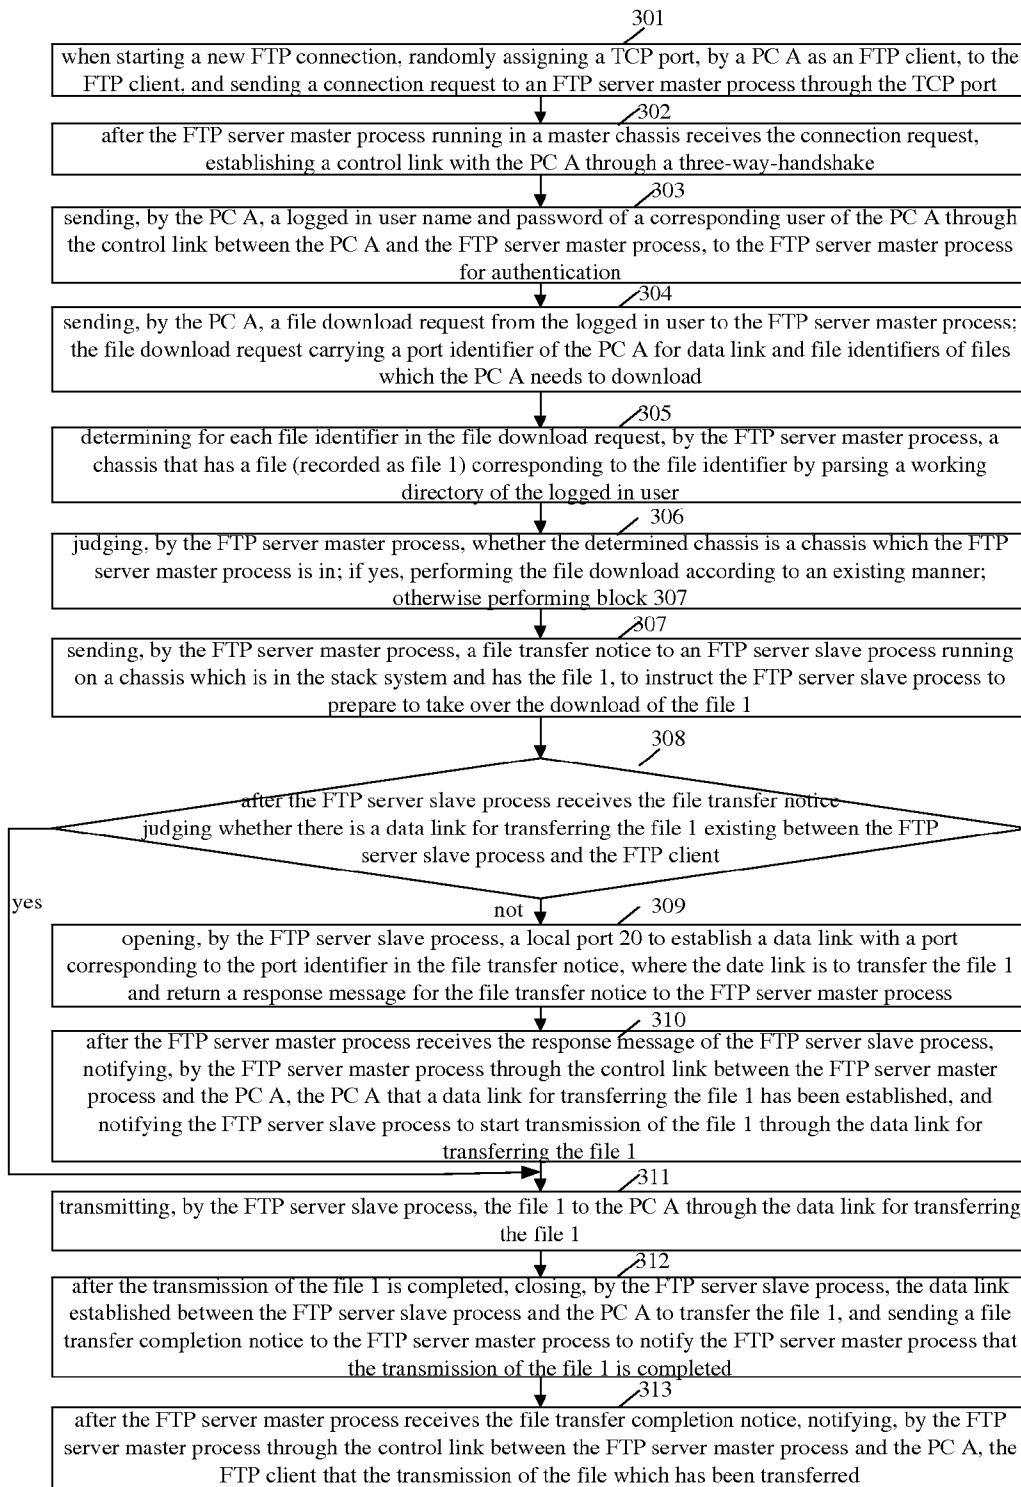 301
when starting a new FTP connection, randomly assigning a TCP port, by a PC A as an FTP client, to the
FTP client, and sending a connection request to an FTP server master process through the TCP port
302
after the FTP server master process running in a master chassis receives the connection request,
establishing a control link with the PC A through a three-way-handshake
303
sending, by the PC A, a logged in user name and password of a corresponding user of the PC A through
the control link between the PC A and the FTP server master process, to the FTP server master process
for authentication
304
sending, by the PC A, a file download request from the logged in user to the FTP server master process;
the file download request carrying a port identifier of the PC A for data link and file identifiers of files
which the PC A needs to download
305
determining for each file identifier in the file download request, by the FTP server master process, a
chassis that has a file (recorded as file 1) corresponding to the file identifier by parsing a working
directory of the logged in user
306
judging, by the FTP server master process, whether the determined chassis is a chassis which the FTP
server master process is in; if yes, performing the file download according to an existing manner;
otherwise performing block 307
307
sending, by the FTP server master process, a file transfer notice to an FTP server slave process running
on a chassis which is in the stack system and has the file 1, to instruct the FTP server slave process to
prepare to take over the download of the file 1
308
after the FTP server slave process receives the file transfer notice
judging whether there is a data link for transferring the file 1 existing between the FTP
server slave process and the FTP client
yes
not
309
opening, by the FTP server slave process, a local port 20 to establish a data link with a port
corresponding to the port identifier in the file transfer notice, where the date link is to transfer the file 1
and return a response message for the file transfer notice to the FTP server master process
310
after the FTP server master process receives the response message of the FTP server slave process,
notifying, by the FTP server master process through the control link between the FTP server master
process and the PC A, the PC A that a data link for transferring the file 1 has been established, and
notifying the FTP server slave process to start transmission of the file 1 through the data link for
transferring the file 1
311
transmitting, by the FTP server slave process, the file 1 to the PC A through the data link for transferring
the file 1
312
after the transmission of the file 1 is completed, closing, by the FTP server slave process, the data link
established between the FTP server slave process and the PC A to transfer the file 1, and sending a file
transfer completion notice to the FTP server master process to notify the FTP server master process that
the transmission of the file 1 is completed
313
after the FTP server master process receives the file transfer completion notice, notifying, by the FTP
server master process through the control link between the FTP server master process and the PC A, the
FTP client that the transmission of the file which has been transferred